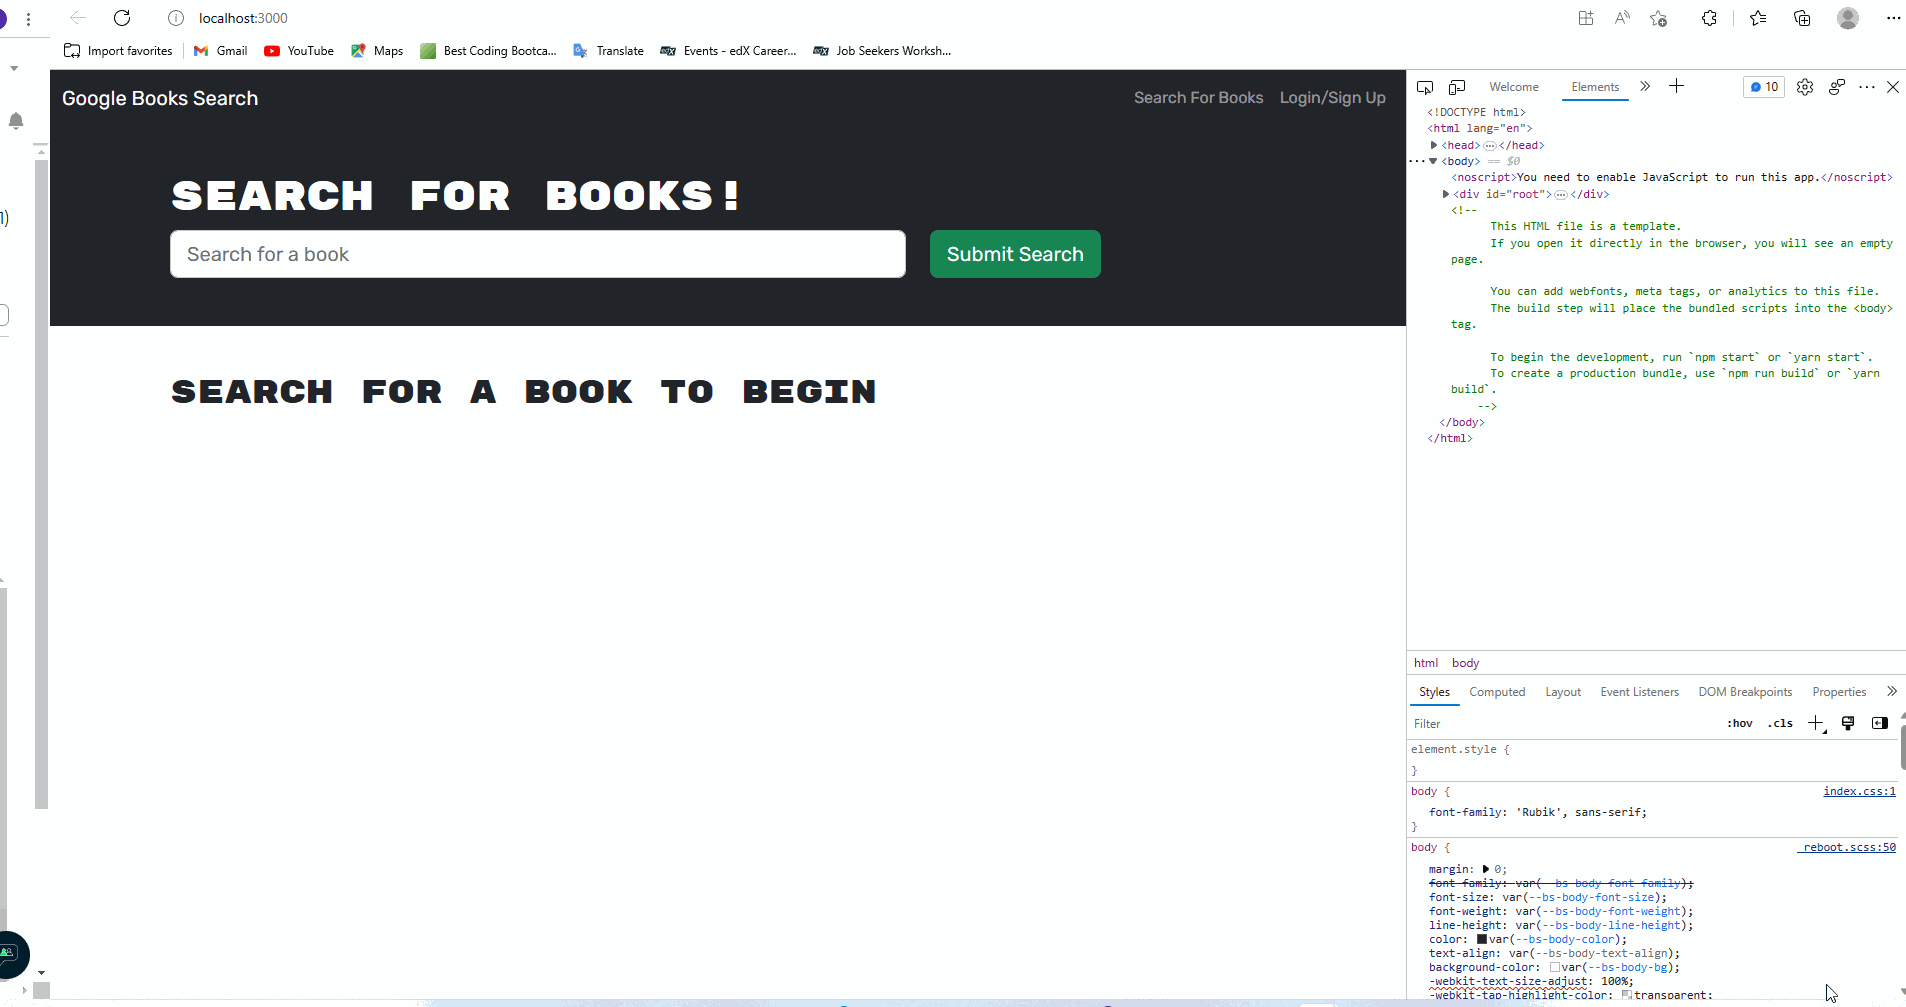 localhost:3000
Import favorites
Gmail
YouTube
Maps
Best Coding Bootca...
Translate
Events - edX Career...
Job Seekers Worksh...
Google Books Search
Search For Books
Login/Sign Up
SEARCH FOR BOOKS!
Search for a book
Submit Search
SEARCH FOR A BOOK TO BEGIN
Welcome
Elements
10
<!DOCTYPE html>
<html lang="en">
<head>…</head>
<body> == $0
<noscript>You need to enable JavaScript to run this app.</noscript>
<div id="root">…</div>
<!--
This HTML file is a template.
If you open it directly in the browser, you will see an empty
page.
You can add webfonts, meta tags, or analytics to this file.
The build step will place the bundled scripts into the <body>
tag.
To begin the development, run `npm start` or `yarn start`.
To create a production bundle, use `npm run build` or `yarn
build`.
-->
</body>
</html>
html body
Styles
Computed
Layout
Event Listeners
DOM Breakpoints
Properties
Filter
:hov
.cls
element.style {
}
body {
index.css:1
font-family: 'Rubik', sans-serif;
}
body {
_reboot.scss:50
margin: 0;
font-family: var(--bs-body-font-family);
font-size: var(--bs-body-font-size);
font-weight: var(--bs-body-font-weight);
line-height: var(--bs-body-line-height);
color: var(--bs-body-color);
text-align: var(--bs-body-text-align);
background-color: var(--bs-body-bg);
-webkit-text-size-adjust: 100%;
-webkit-tap-highlight-color: transparent;